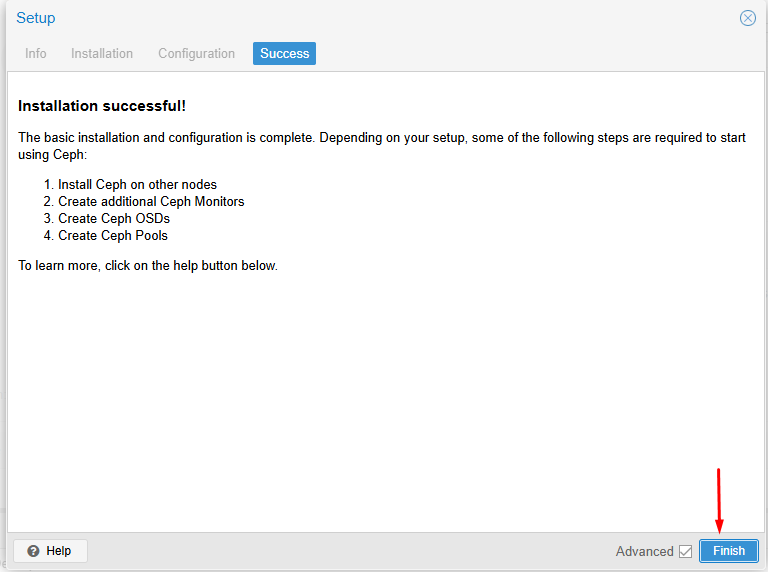 Setup
Info Installation Configuration Success
Installation successful!
The basic installation and configuration is complete. Depending on your setup, some of the following steps are required to start
using Ceph:
1. Install Ceph on other nodes
2. Create additional Ceph Monitors
3. Create Ceph OSDs
4. Create Ceph Pools
To learn more, click on the help button below.
Help Advanced Finish